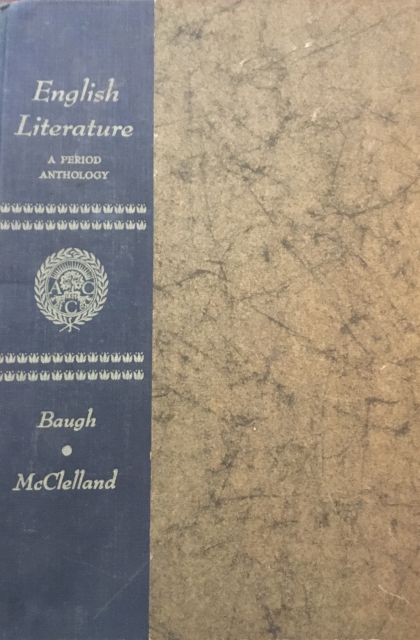 English
Literature
A PERIOD
ANTHOLOGY
A C
C
Baugh
McClelland